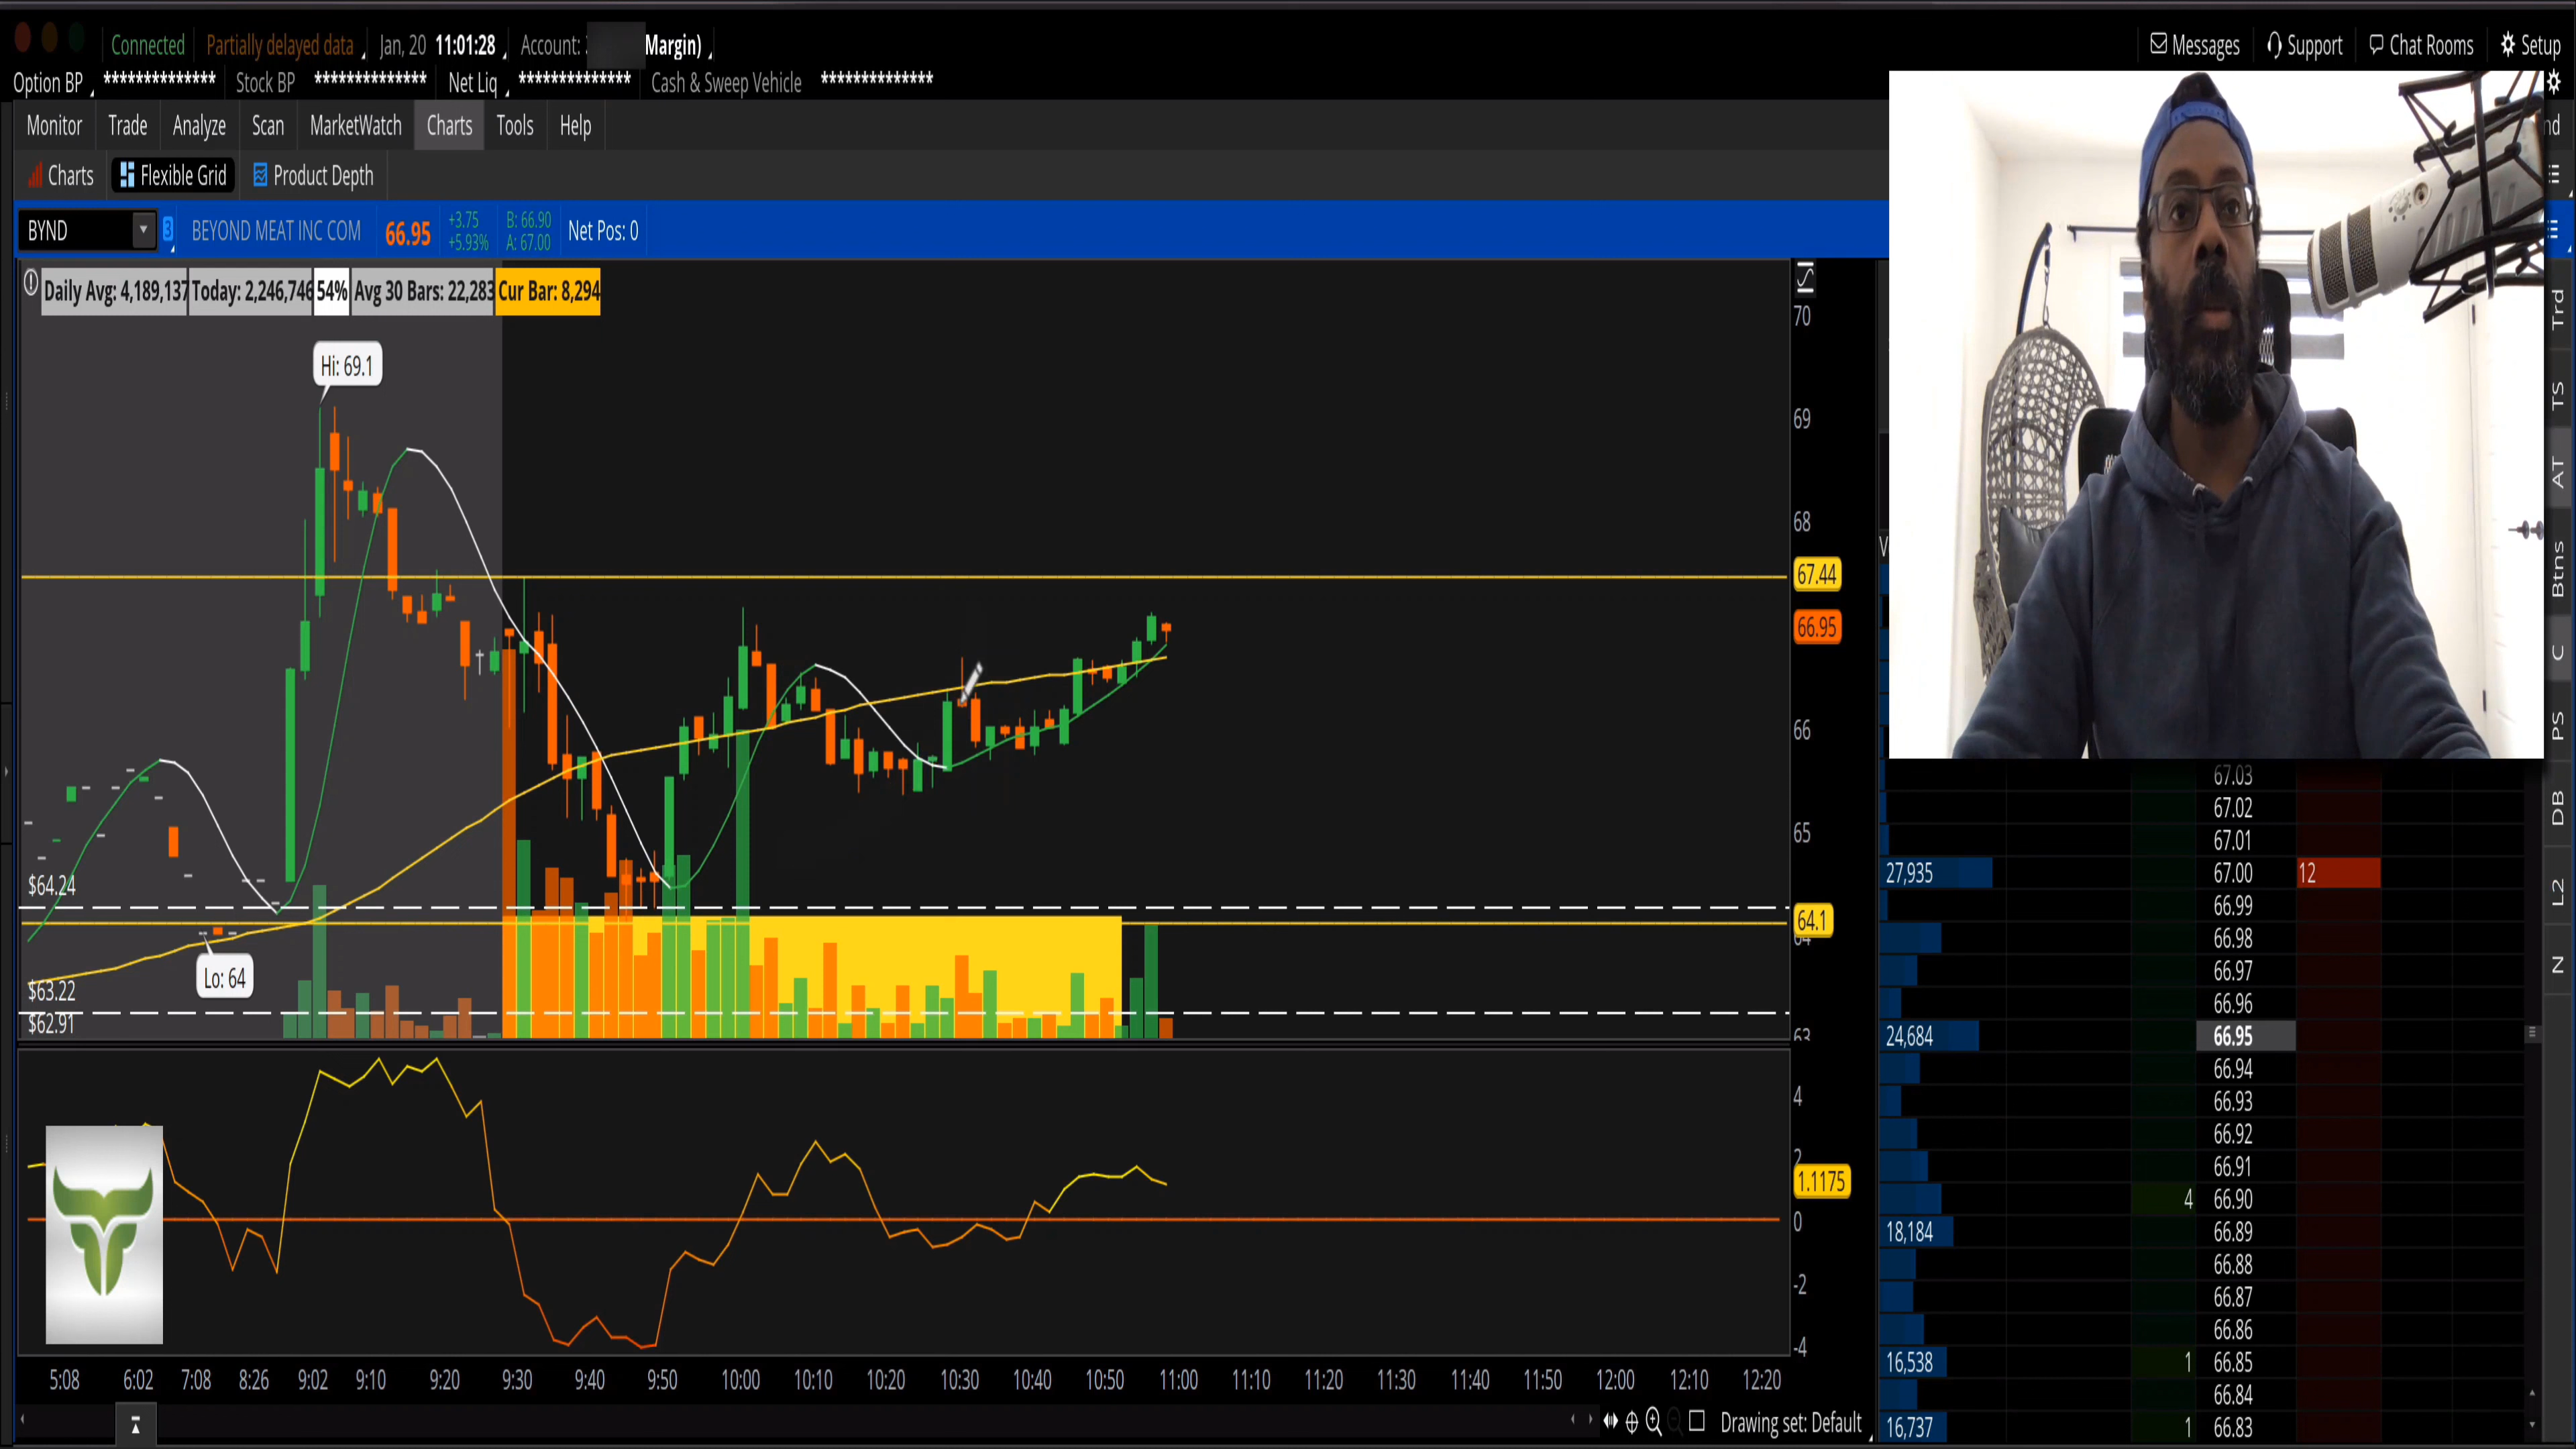 Connected Partially delayed data Jan, 20 11:01:28 Account: Margin) Messages Support Chat Rooms Setup
Option BP ************** Stock BP ************** Net Liq ************** Cash & Sweep Vehicle **************
Monitor Trade Analyze Scan MarketWatch Charts Tools Help
Charts Flexible Grid Product Depth
BYND BEYOND MEAT INC COM 66.95 +3.75 B: 66.90 Net Pos: 0
+5.93% A: 67.00
Daily Avg: 4,189,137 Today: 2,246,746 54% Avg 30 Bars: 22,283 Cur Bar: 8,294
70
Hi: 69.1
69
68
67.44
66.95
66
65
$64.24
64.1
Lo: 64
$63.22
$62.91
63
4
2
1.1175
0
-2
-4
5:08 6:02 7:08 8:26 9:02 9:10 9:20 9:30 9:40 9:50 10:00 10:10 10:20 10:30 10:40 10:50 11:00 11:10 11:20 11:30 11:40 11:50 12:00 12:10 12:20
Drawing set: Default
67.03
67.02
67.01
27,935 67.00 12
66.99
66.98
66.97
66.96
24,684 66.95
66.94
66.93
66.92
66.91
4 66.90
18,184 66.89
66.88
66.87
66.86
16,538 1 66.85
66.84
16,737 1 66.83
Trd
TS
AT
Btns
C
PS
DB
L2
N